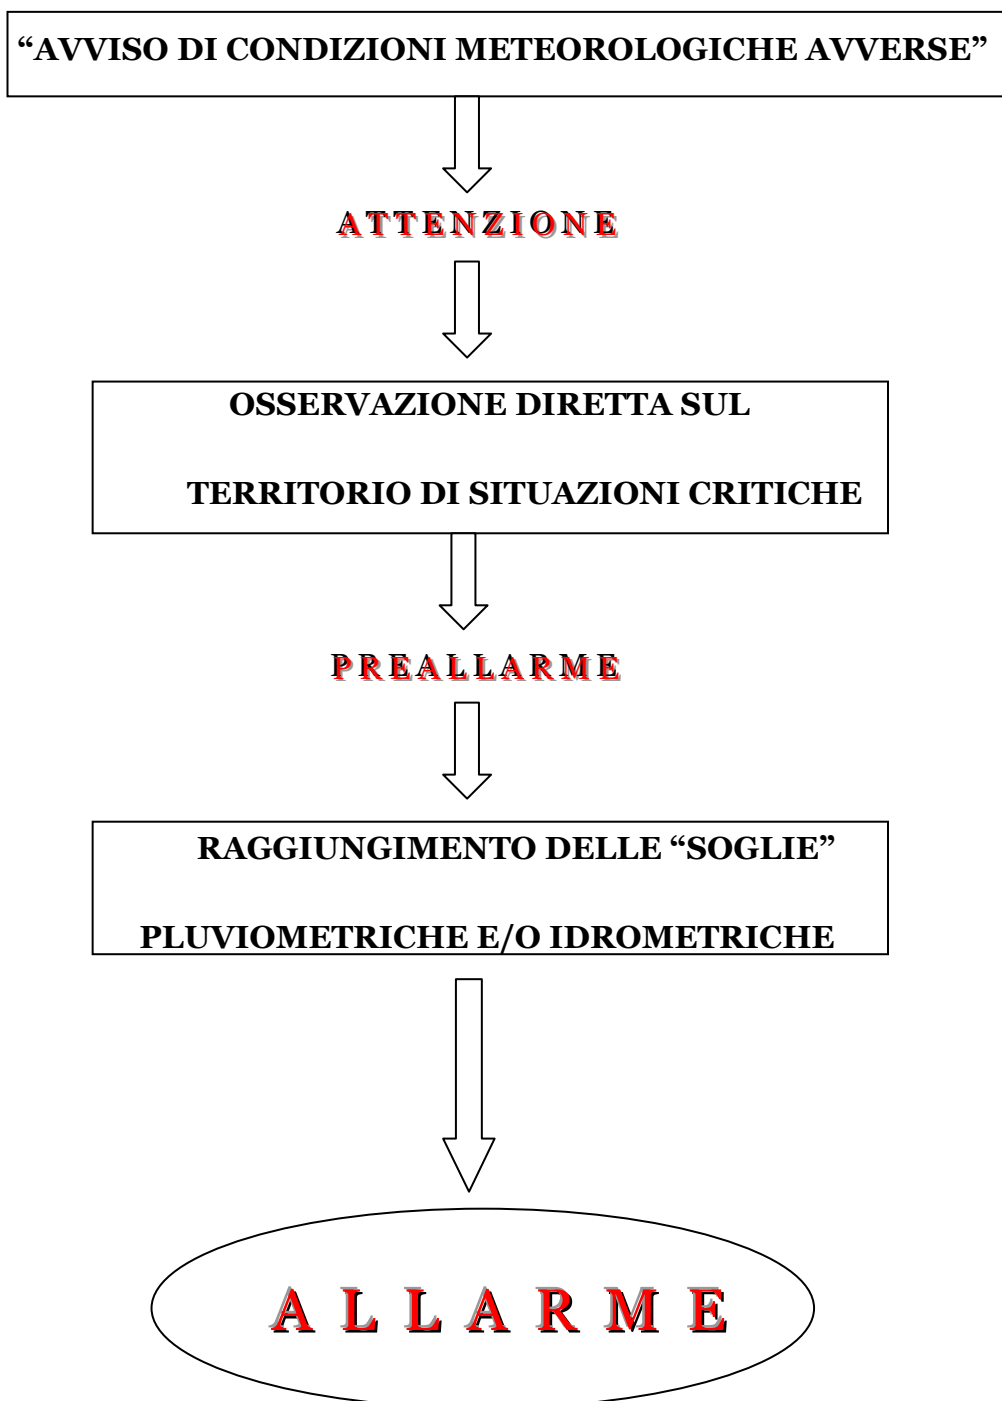 “AVVISO DI CONDIZIONI METEOROLOGICHE AVVERSE”
ATTENZIONE
OSSERVAZIONE DIRETTA SUL
TERRITORIO DI SITUAZIONI CRITICHE
PREALLARME
RAGGIUNGIMENTO DELLE “SOGLIE”
PLUVIOMETRICHE E/O IDROMETRICHE
ALLARME